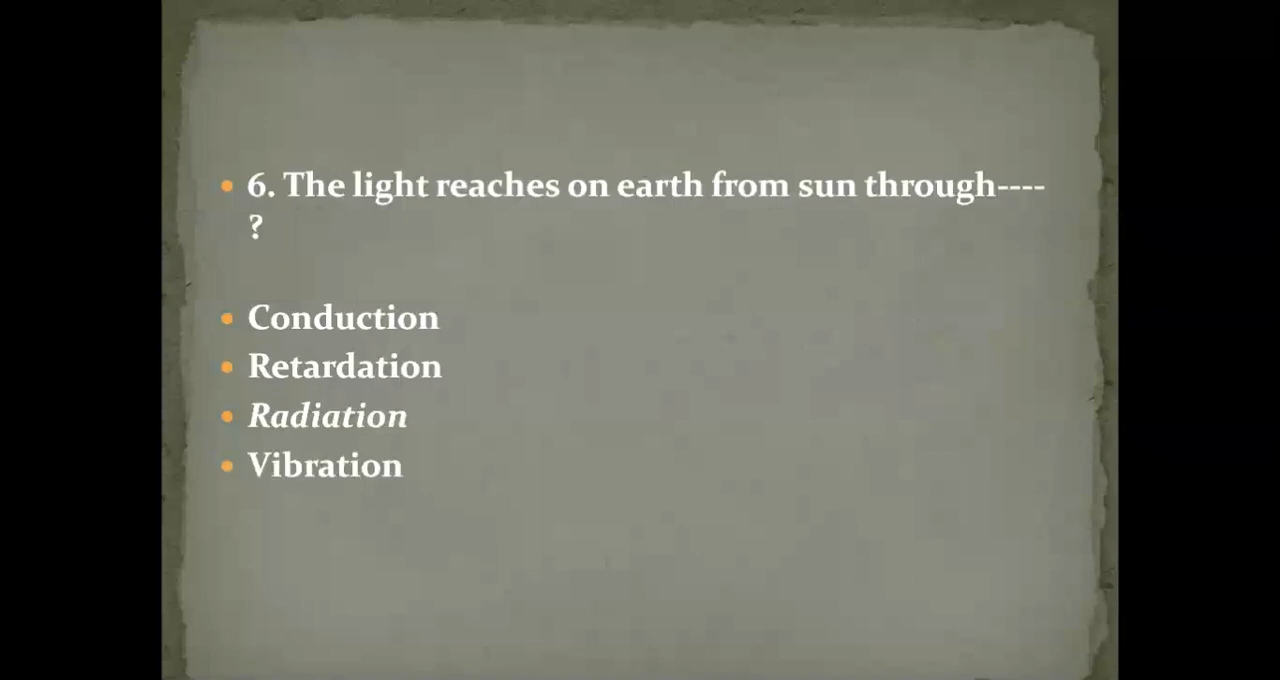 • 6. The light reaches on earth from sun through----
?
• Conduction
• Retardation
• Radiation
• Vibration